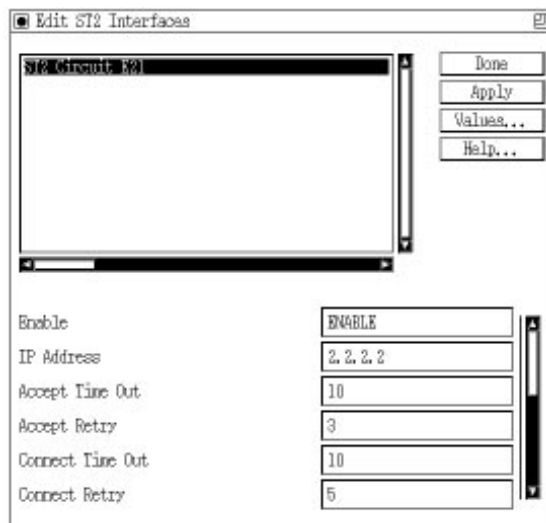 Edit ST2 Interfaces
ST2 Circuit E21
Done
Apply
Values...
Help...
Enable
ENABLE
IP Address
2.2.2.2
Accept Time Out
10
Accept Retry
3
Connect Time Out
10
Connect Retry
5